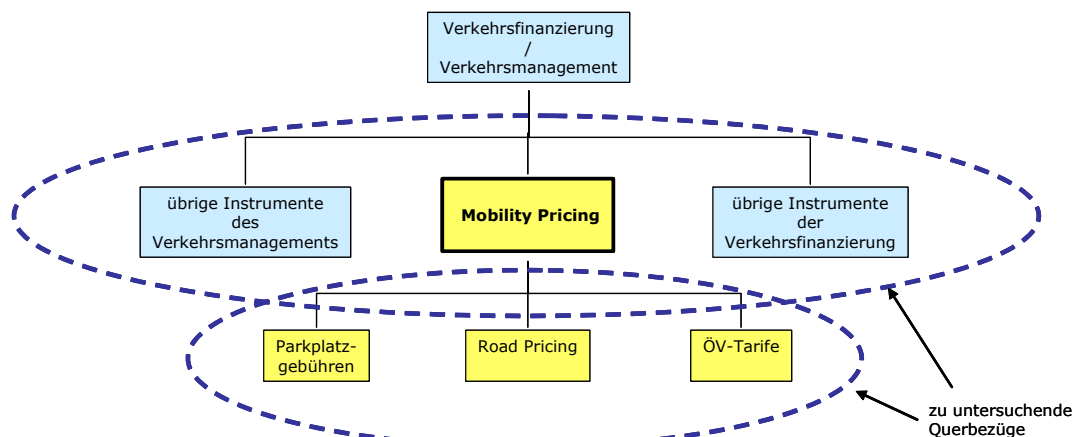 Verkehrsfinanzierung
/
Verkehrsmanagement
übrige Instrumente
des
Verkehrsmanagements
Mobility Pricing
übrige Instrumente
der
Verkehrsfinanzierung
Parkplatz-
gebühren
Road Pricing
ÖV-Tarife
zu untersuchende
Querbezüge